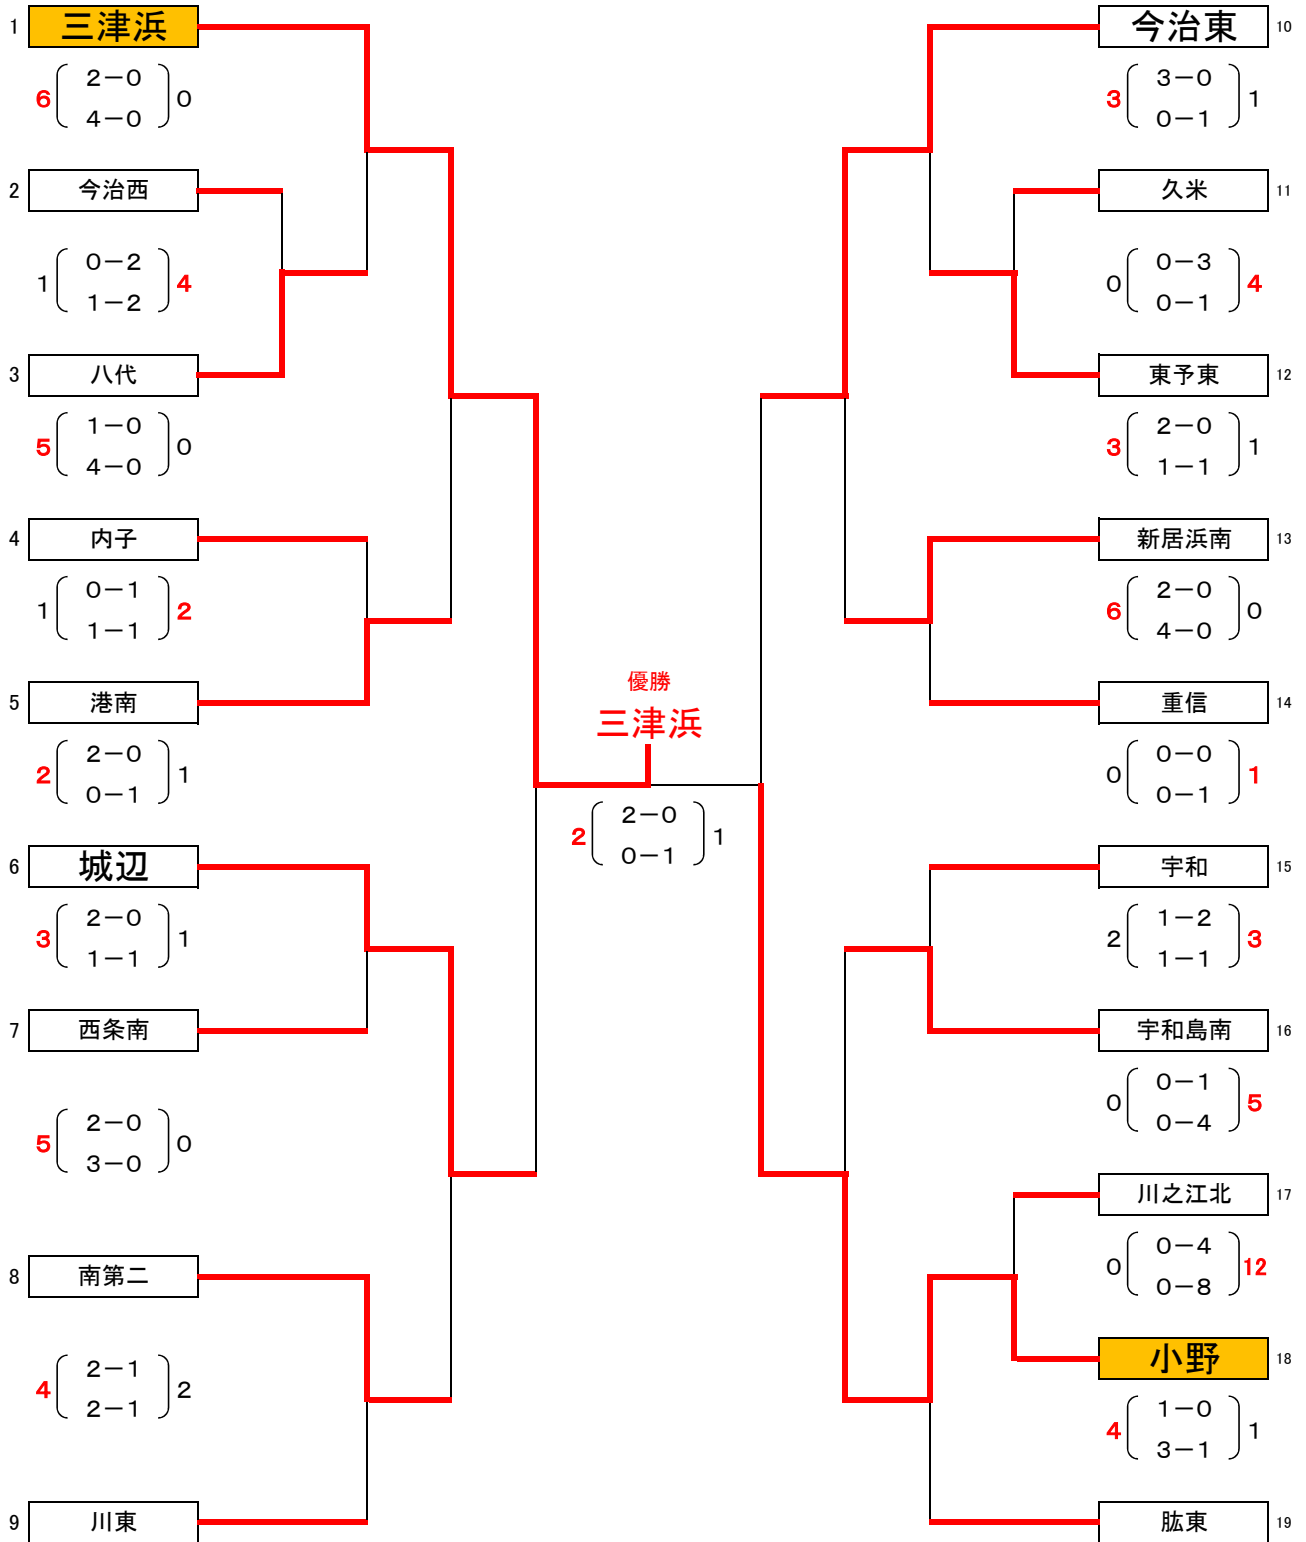 1 三津浜
6 2－0 0
4－0
2 今治西
1 0－2 4
1－2
3 八代
5 1－0 0
4－0
4 内子
1 0－1 2
1－1
5 港南
2 2－0 1
0－1
6 城辺
3 2－0 1
1－1
7 西条南
5 2－0 0
3－0
8 南第二
4 2－1 2
2－1
9 川東
優勝
三津浜
2 2－0 1
0－1
今治東 10
3 3－0 1
0－1
久米 11
0 0－3 4
0－1
東予東 12
3 2－0 1
1－1
新居浜南 13
6 2－0 0
4－0
重信 14
0 0－0 1
0－1
宇和 15
2 1－2 3
1－1
宇和島南 16
0 0－1 5
0－4
川之江北 17
0 0－4 12
0－8
小野 18
4 1－0 1
3－1
肱東 19